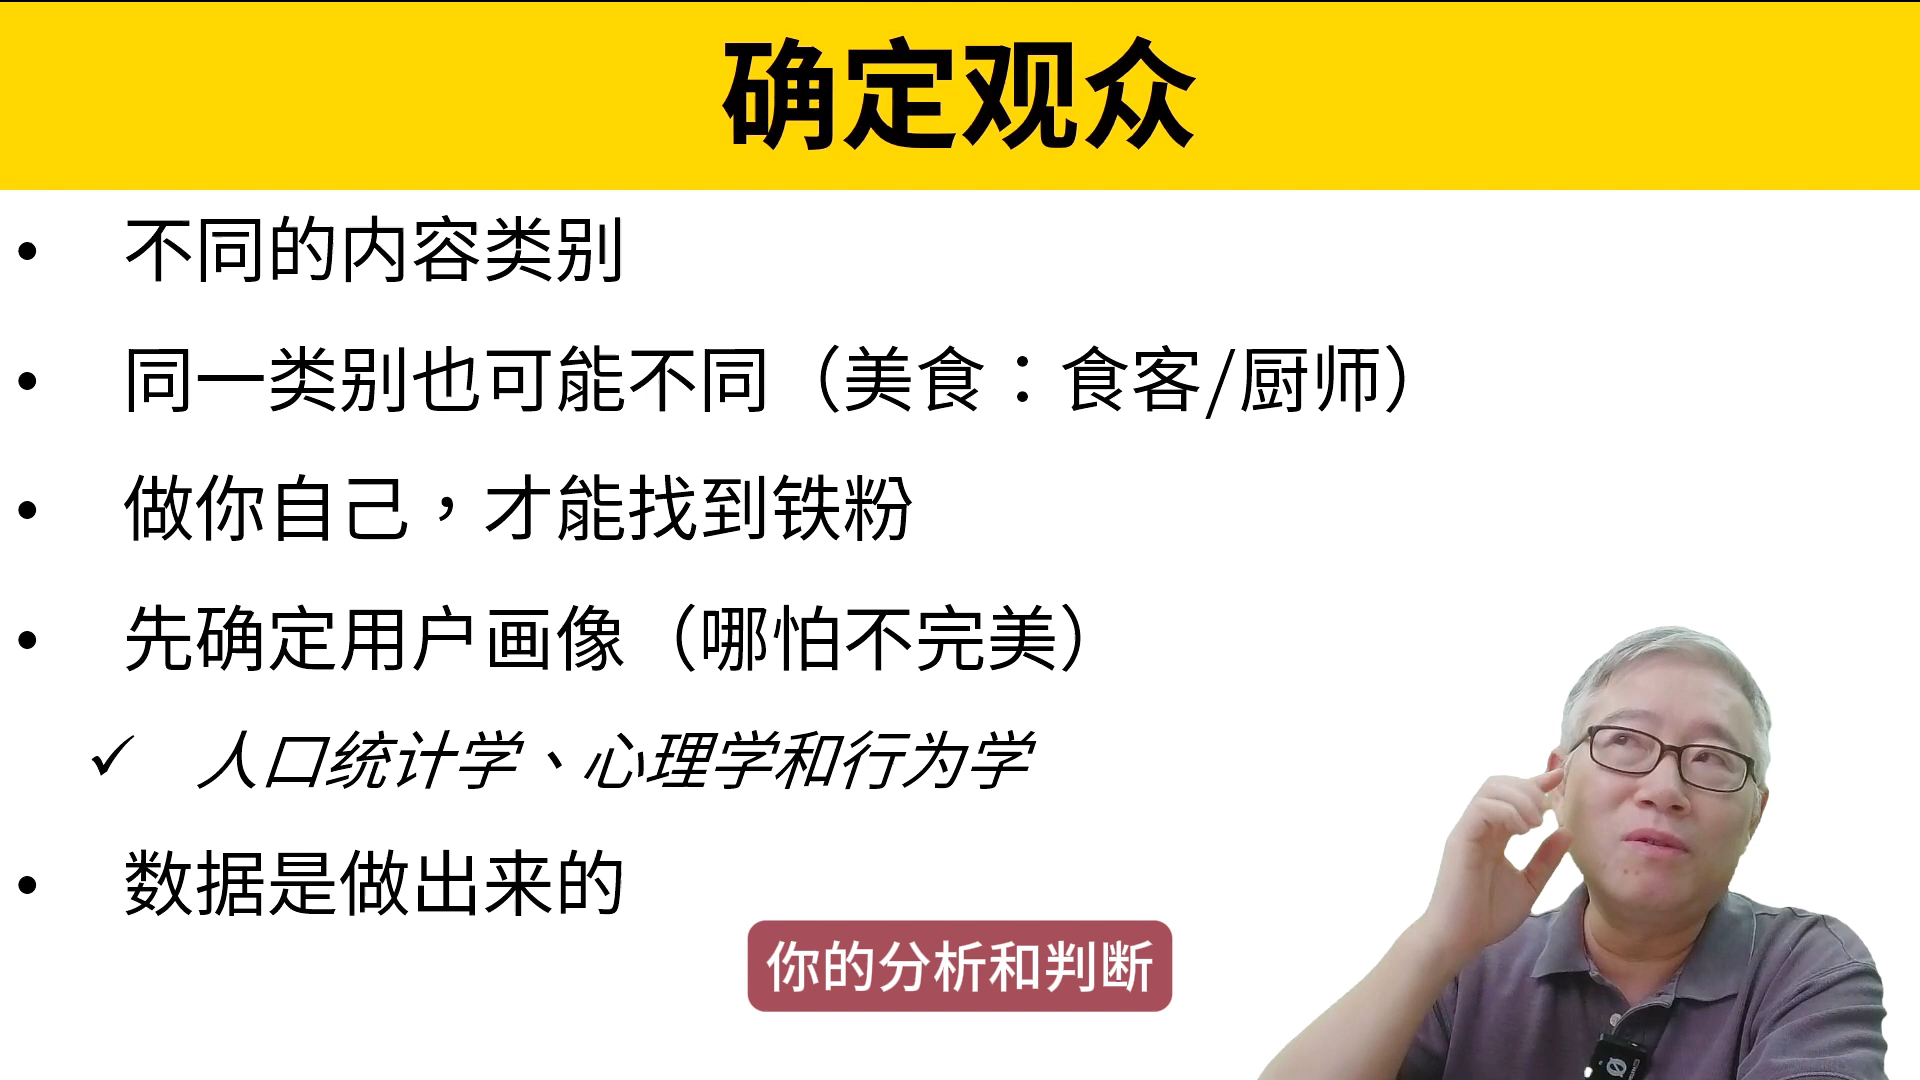 确定观众
• 不同的内容类别
• 同一类别也可能不同（美食：食客/厨师）
• 做你自己，才能找到铁粉
• 先确定用户画像（哪怕不完美）
✓ 人口统计学、心理学和行为学
• 数据是做出来的
你的分析和判断